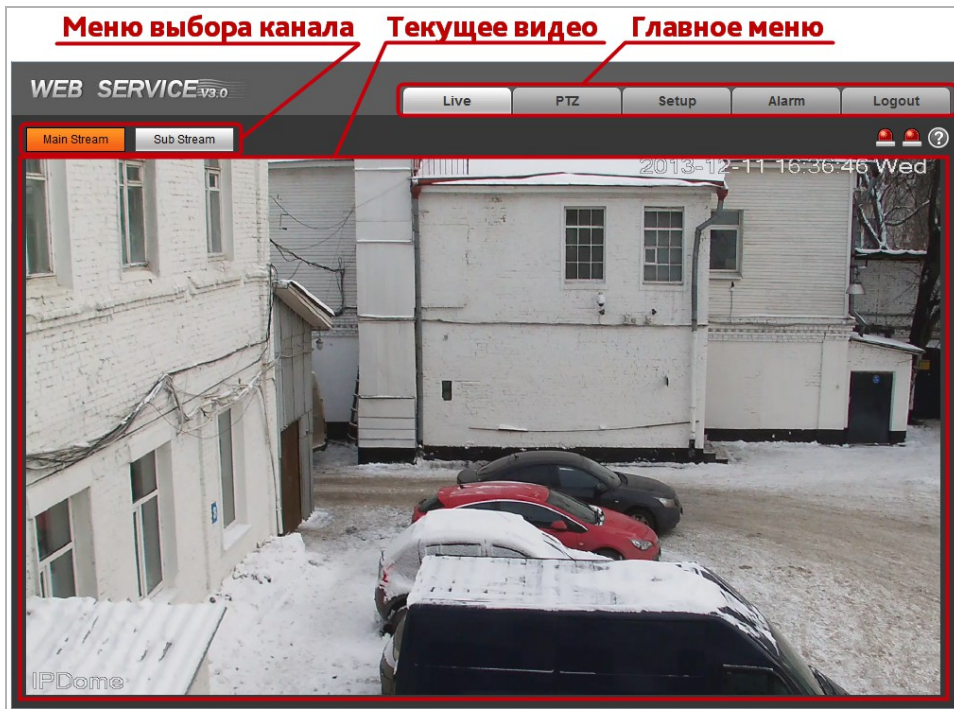 Меню выбора канала Текущее видео Главное меню
WEB SERVICE V3.0
Live PTZ Setup Alarm Logout
Main Stream Sub Stream
2013-12-11 16:36:46 Wed
IPDome